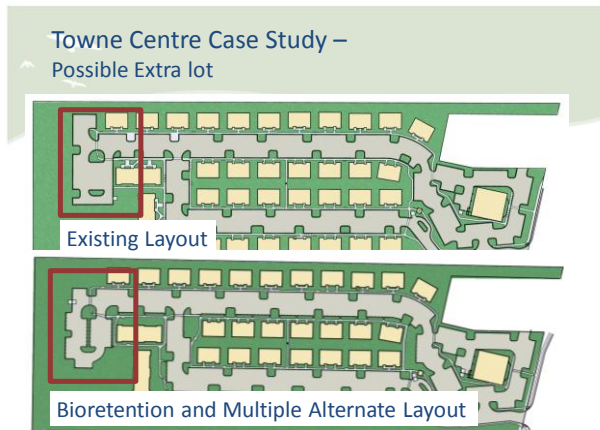 Towne Centre Case Study –
Possible Extra lot
Existing Layout
Bioretention and Multiple Alternate Layout